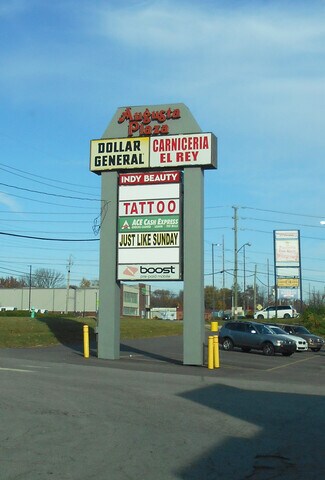 Augusta
Plaza
DOLLAR
GENERAL
CARNICERIA
EL REY
INDY BEAUTY
TATTOO
ACE CASH EXPRESS
JUST LIKE SUNDAY
boost